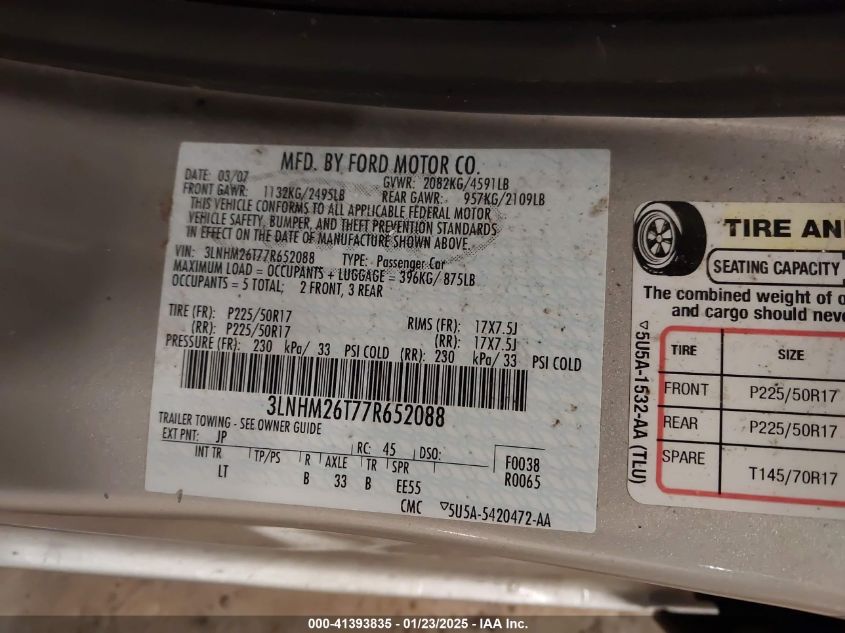 MFD. BY FORD MOTOR CO.
DATE: 03/07 GVWR: 2082KG/4591LB
FRONT GAWR: 1132KG/2495LB REAR GAWR: 957KG/2109LB
THIS VEHICLE CONFORMS TO ALL APPLICABLE FEDERAL MOTOR
VEHICLE SAFETY, BUMPER, AND THEFT PREVENTION STANDARDS
IN EFFECT ON THE DATE OF MANUFACTURE SHOWN ABOVE.
VIN: 3LNHM26T77R652088 TYPE: Passenger Car
MAXIMUM LOAD = OCCUPANTS + LUGGAGE = 396KG/ 875LB
OCCUPANTS = 5 TOTAL; 2 FRONT, 3 REAR
TIRE (FR): P225/50R17 RIMS (FR): 17X7.5J
(RR): P225/50R17 (RR): 17X7.5J
PRESSURE (FR): 230 kPa/ 33 PSI COLD (RR): 230 kPa/ 33 PSI COLD
3LNHM26T77R652088
TRAILER TOWING - SEE OWNER GUIDE
EXT PNT: JP RC: 45 DSO: F0038
INT TR TP/PS R AXLE TR SPR R0065
LT B 33 B EE55
CMC ▽5U5A-5420472-AA
TIRE AN
SEATING CAPACITY
The combined weight of o
and cargo should neve
TIRE SIZE
FRONT P225/50R17
REAR P225/50R17
SPARE T145/70R17
▽5U5A-1532-AA (TLU)
000-41393835 - 01/23/2025 - IAA Inc.